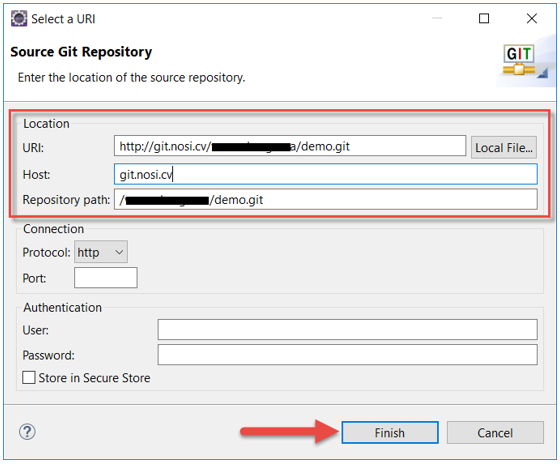 Select a URI
Source Git Repository
Enter the location of the source repository.
GIT
Location
URI: http://git.nosi.cv/ a/demo.git Local File...
Host: git.nosi.cv
Repository path: / /demo.git
Connection
Protocol: http
Port:
Authentication
User:
Password:
Store in Secure Store
? Finish Cancel